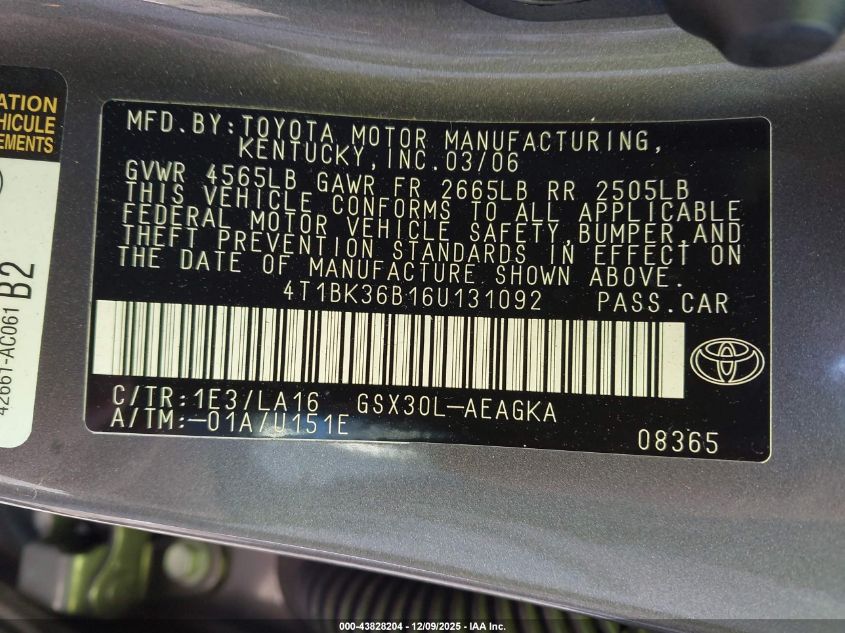 ATION
HICULE
EMENTS
42661-AC061 B2
MFD.BY:TOYOTA MOTOR MANUFACTURING,
KENTUCKY,INC.03/06
GVWR 4565LB GAWR FR 2665LB RR 2505LB
THIS VEHICLE CONFORMS TO ALL APPLICABLE
FEDERAL MOTOR VEHICLE SAFETY,BUMPER,AND
THEFT PREVENTION STANDARDS IN EFFECT ON
THE DATE OF MANUFACTURE SHOWN ABOVE.
4T1BK36B16U131092 PASS.CAR
C/TR:1E3/LA16 GSX30L-AEAGKA
A/TM:-01A/U151E
08365
000-43828204 | 12/09/2025 - IAA Inc.